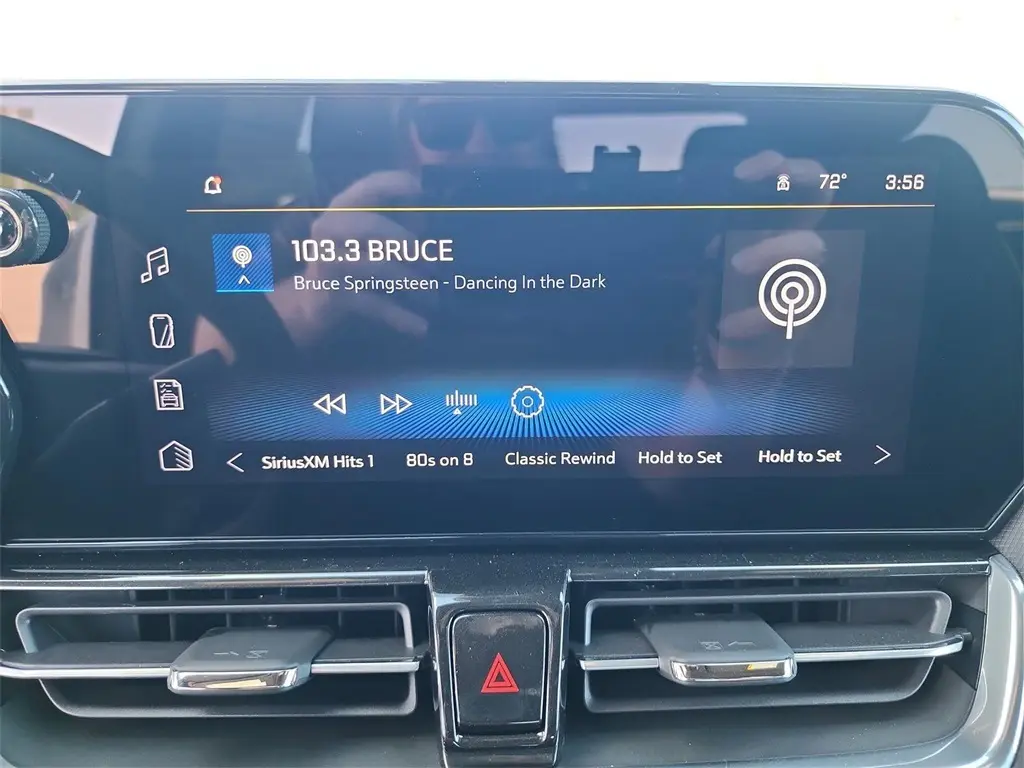 72° 3:56
103.3 BRUCE
Bruce Springsteen - Dancing In the Dark
SiriusXM Hits 1 80s on 8 Classic Rewind Hold to Set Hold to Set